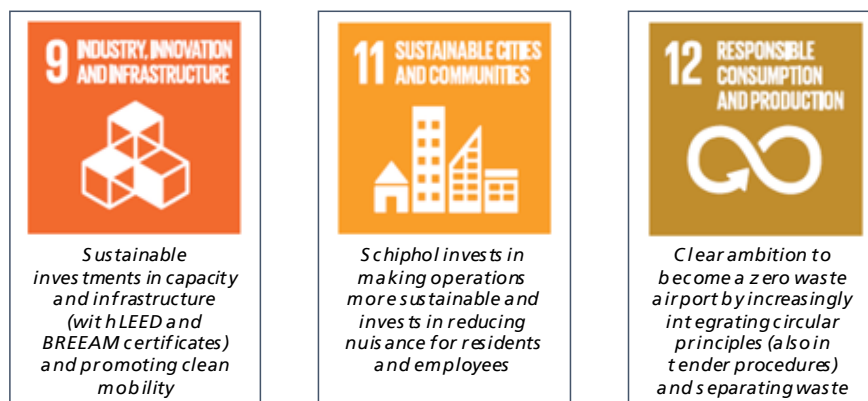 9 INDUSTRY, INNOVATION
AND INFRASTRUCTURE
Sustainable
investments in capacity
and infrastructure
(with LEED and
BREEAM certificates)
and promoting clean
mobility
11 SUSTAINABLE CITIES
AND COMMUNITIES
Schiphol invests in
making operations
more sustainable and
invests in reducing
nuisance for residents
and employees
12 RESPONSIBLE
CONSUMPTION
AND PRODUCTION
Clear ambition to
become a zero waste
airport by increasingly
integrating circular
principles (also in
tender procedures)
and separating waste